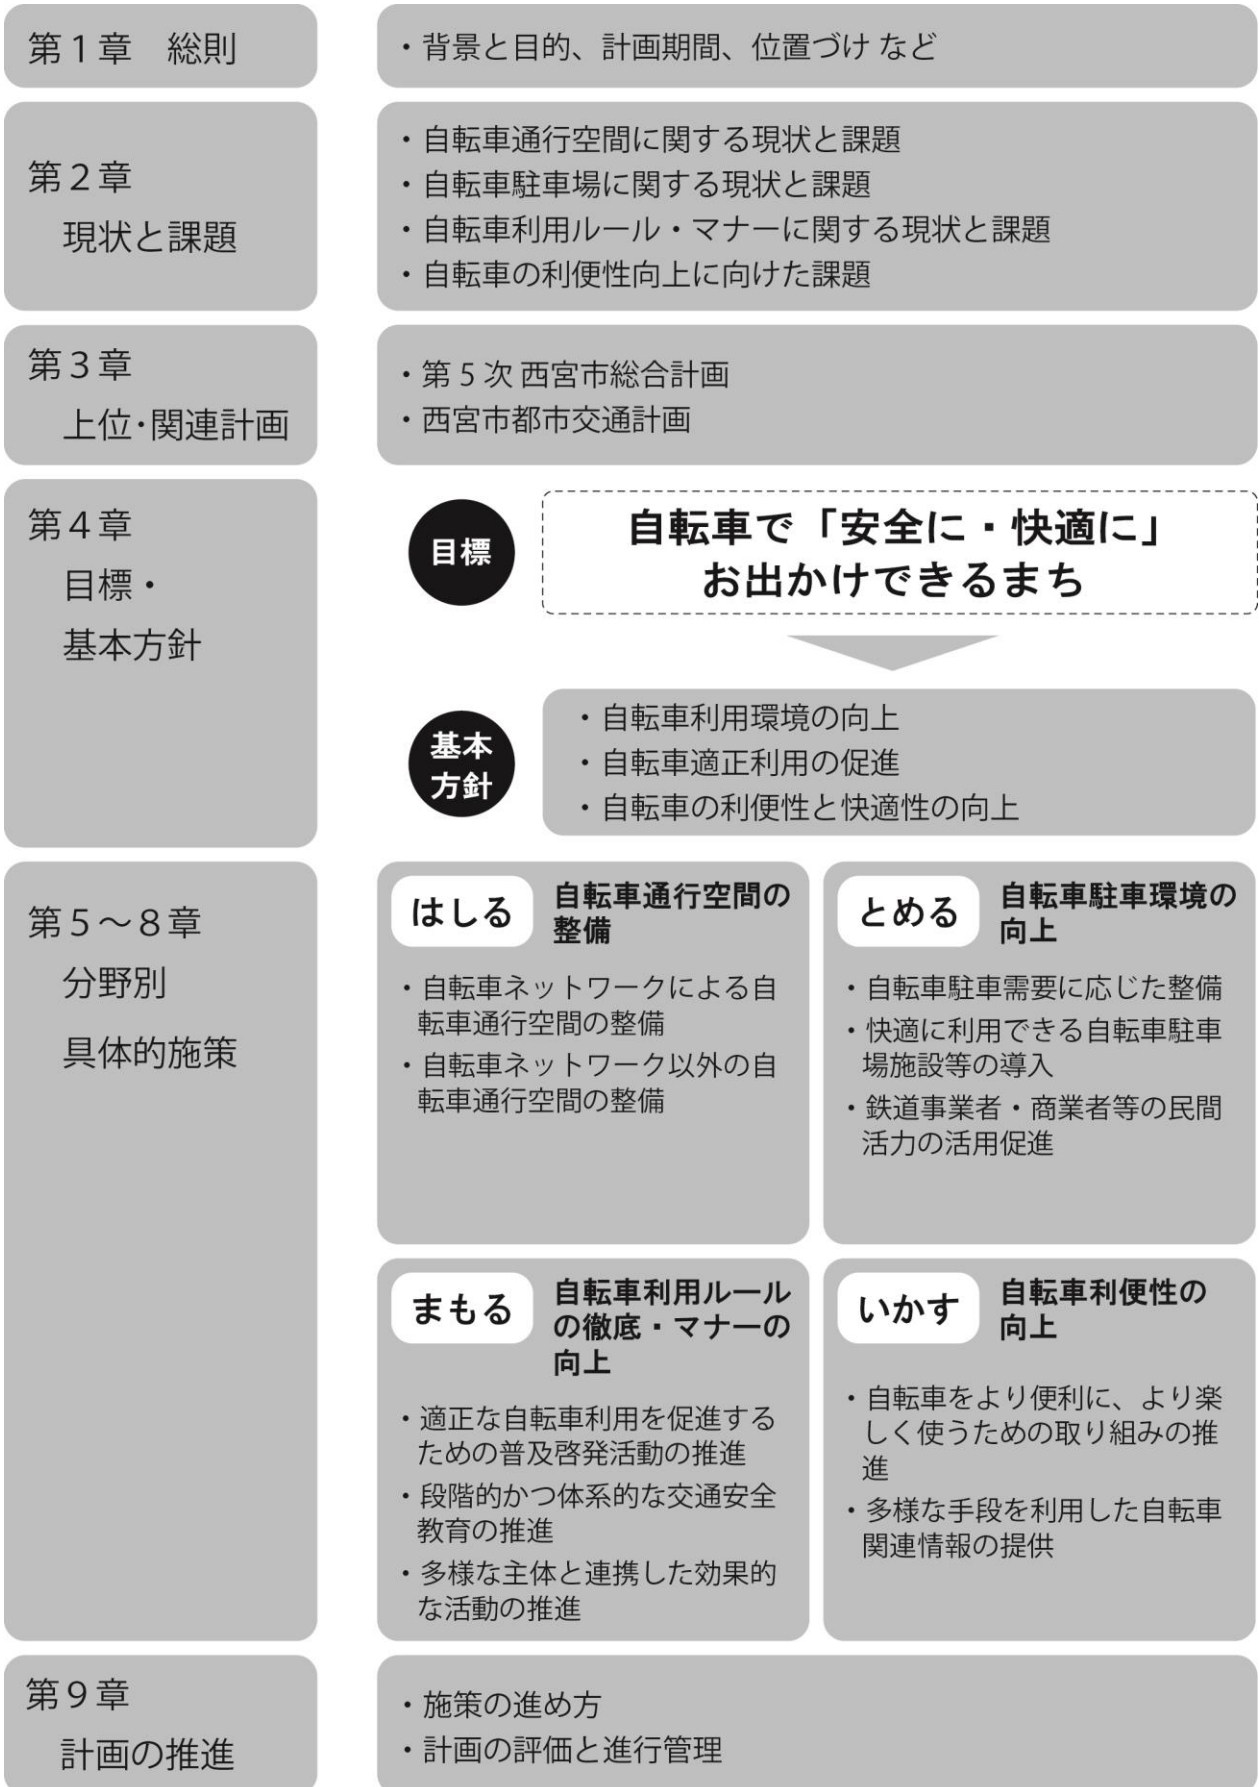 第1章　総則
・背景と目的、計画期間、位置づけ など
第2章
現状と課題
・自転車通行空間に関する現状と課題
・自転車駐車場に関する現状と課題
・自転車利用ルール・マナーに関する現状と課題
・自転車の利便性向上に向けた課題
第3章
上位・関連計画
・第5次 西宮市総合計画
・西宮市都市交通計画
第4章
目標・
基本方針
目標
自転車で「安全に・快適に」
お出かけできるまち
基本
方針
・自転車利用環境の向上
・自転車適正利用の促進
・自転車の利便性と快適性の向上
第5～8章
分野別
具体的施策
はしる
自転車通行空間の
整備
・自転車ネットワークによる自
転車通行空間の整備
・自転車ネットワーク以外の自
転車通行空間の整備
とめる
自転車駐車環境の
向上
・自転車駐車需要に応じた整備
・快適に利用できる自転車駐車
場施設等の導入
・鉄道事業者・商業者等の民間
活力の活用促進
まもる
自転車利用ルール
の徹底・マナーの
向上
・適正な自転車利用を促進する
ための普及啓発活動の推進
・段階的かつ体系的な交通安全
教育の推進
・多様な主体と連携した効果的
な活動の推進
いかす
自転車利便性の
向上
・自転車をより便利に、より楽
しく使うための取り組みの推
進
・多様な手段を利用した自転車
関連情報の提供
第9章
計画の推進
・施策の進め方
・計画の評価と進行管理